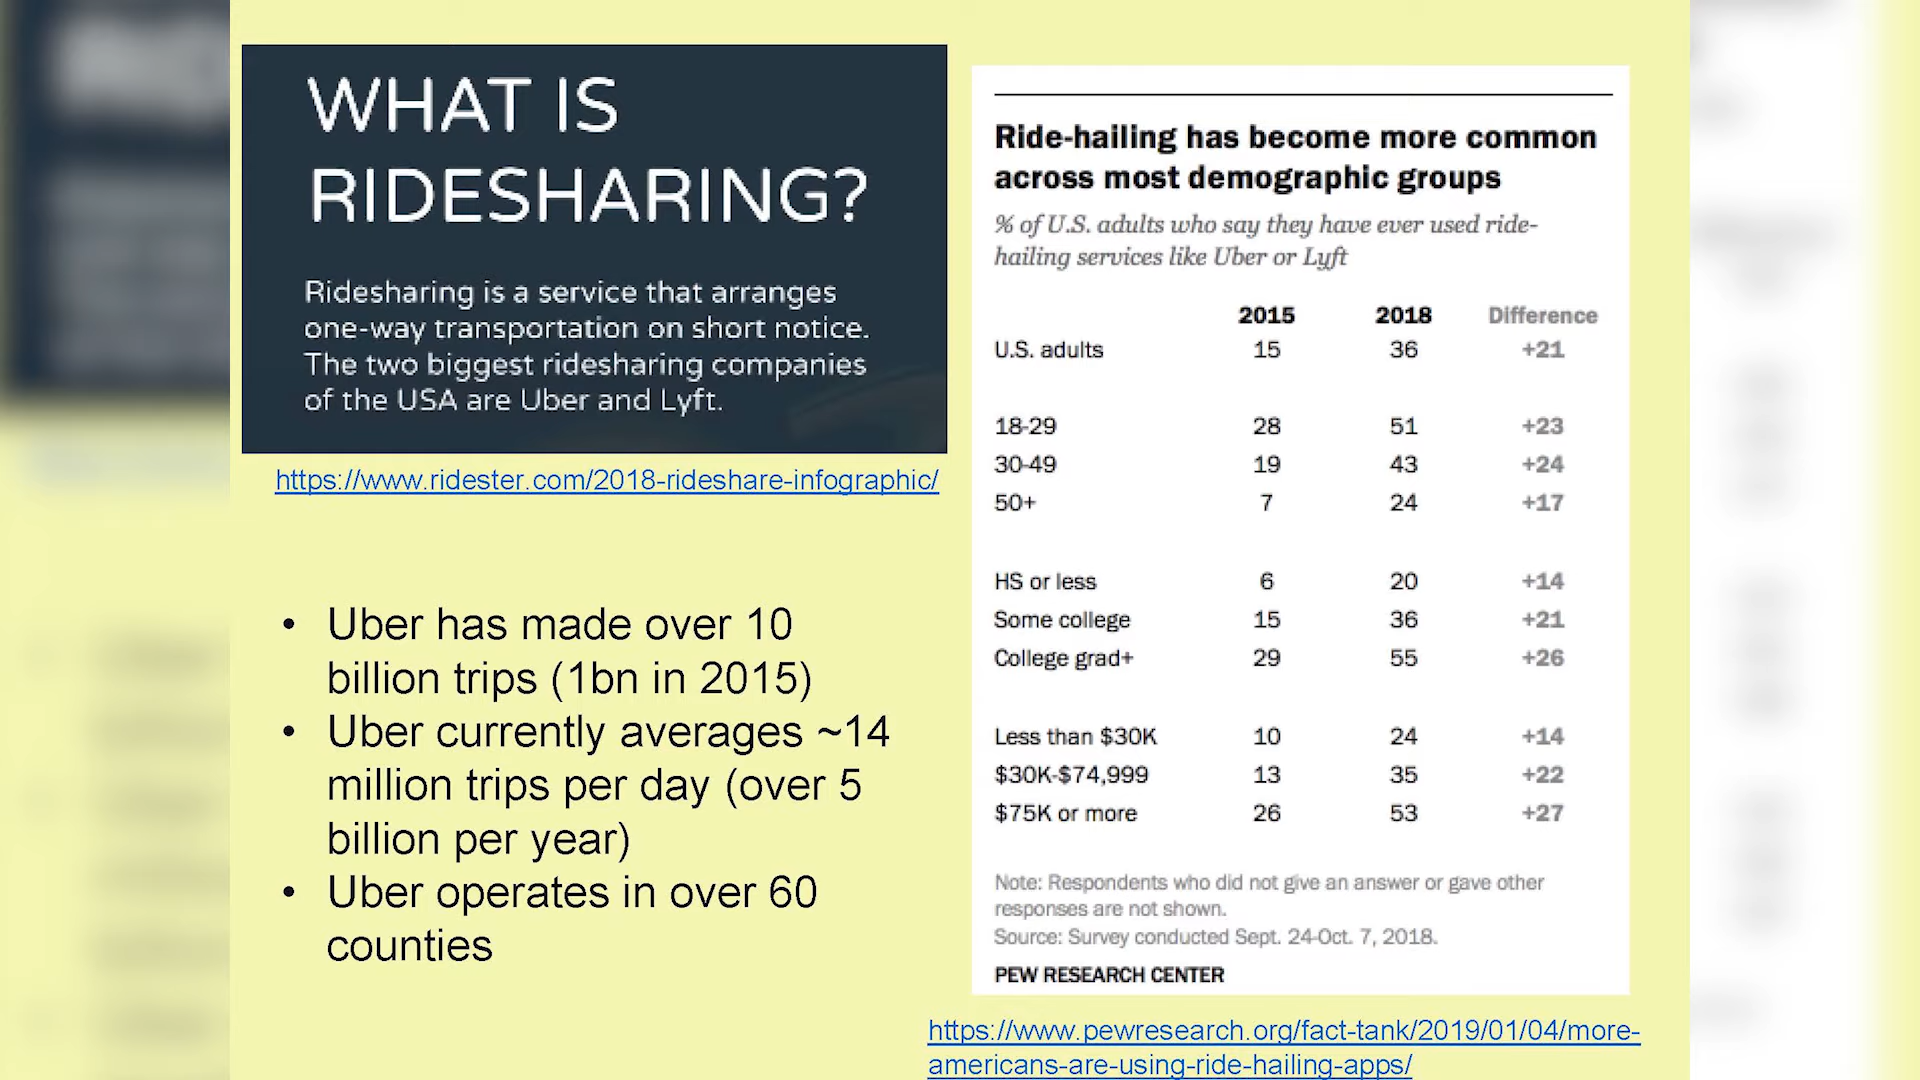 WHAT IS
RIDESHARING?
Ridesharing is a service that arranges
one-way transportation on short notice.
The two biggest ridesharing companies
of the USA are Uber and Lyft.
https://www.ridester.com/2018-rideshare-infographic/
• Uber has made over 10
billion trips (1bn in 2015)
• Uber currently averages ~14
million trips per day (over 5
billion per year)
• Uber operates in over 60
counties
Ride-hailing has become more common
across most demographic groups
% of U.S. adults who say they have ever used ride-
hailing services like Uber or Lyft
2015 2018 Difference
U.S. adults 15 36 +21
18-29 28 51 +23
30-49 19 43 +24
50+ 7 24 +17
HS or less 6 20 +14
Some college 15 36 +21
College grad+ 29 55 +26
Less than $30K 10 24 +14
$30K-$74,999 13 35 +22
$75K or more 26 53 +27
Note: Respondents who did not give an answer or gave other
responses are not shown.
Source: Survey conducted Sept. 24-Oct. 7, 2018.
PEW RESEARCH CENTER
https://www.pewresearch.org/fact-tank/2019/01/04/more-
americans-are-using-ride-hailing-apps/